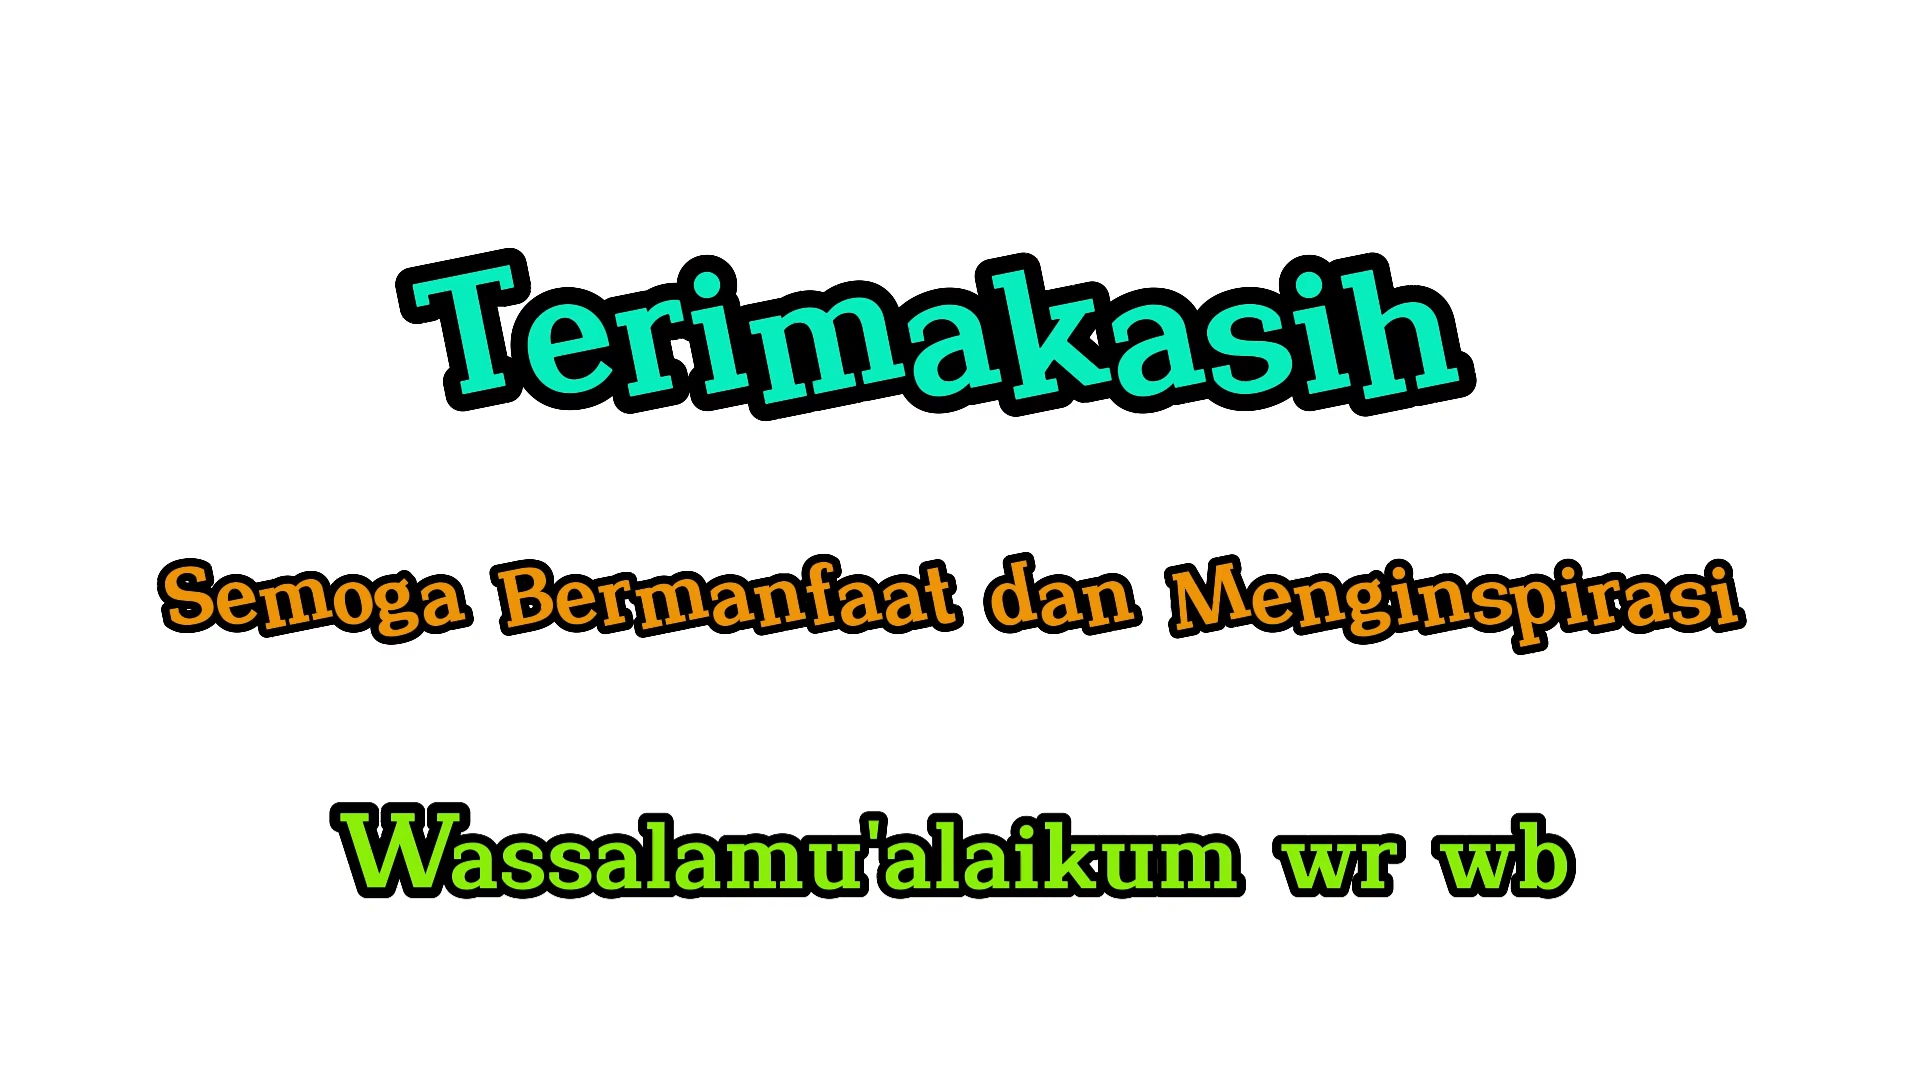 Terimakasih
Semoga Bermanfaat dan Menginspirasi
Wassalamu'alaikum wr wb